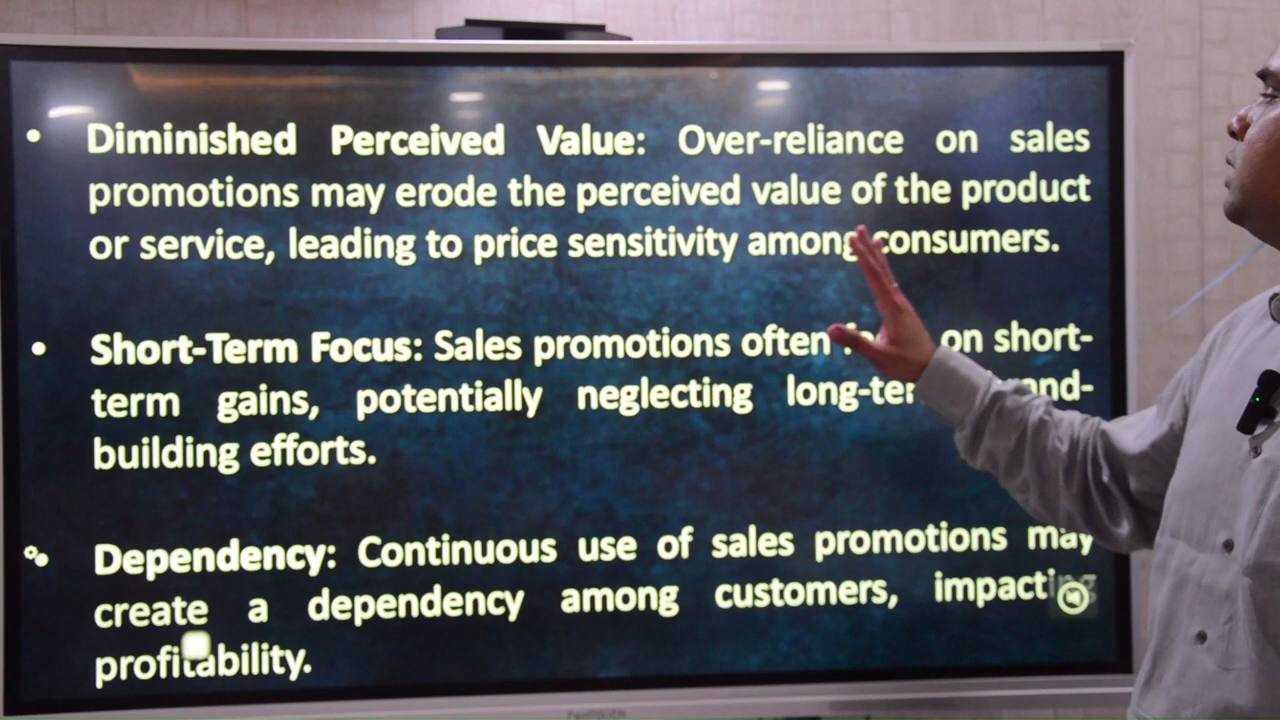 • Diminished Perceived Value: Over-reliance on sales
promotions may erode the perceived value of the product
or service, leading to price sensitivity among consumers.
• Short-Term Focus: Sales promotions often on short-
term gains, potentially neglecting
building efforts.
• Dependency: Continuous use of sales promotions may
create a dependency among customers, impacting
profitability.